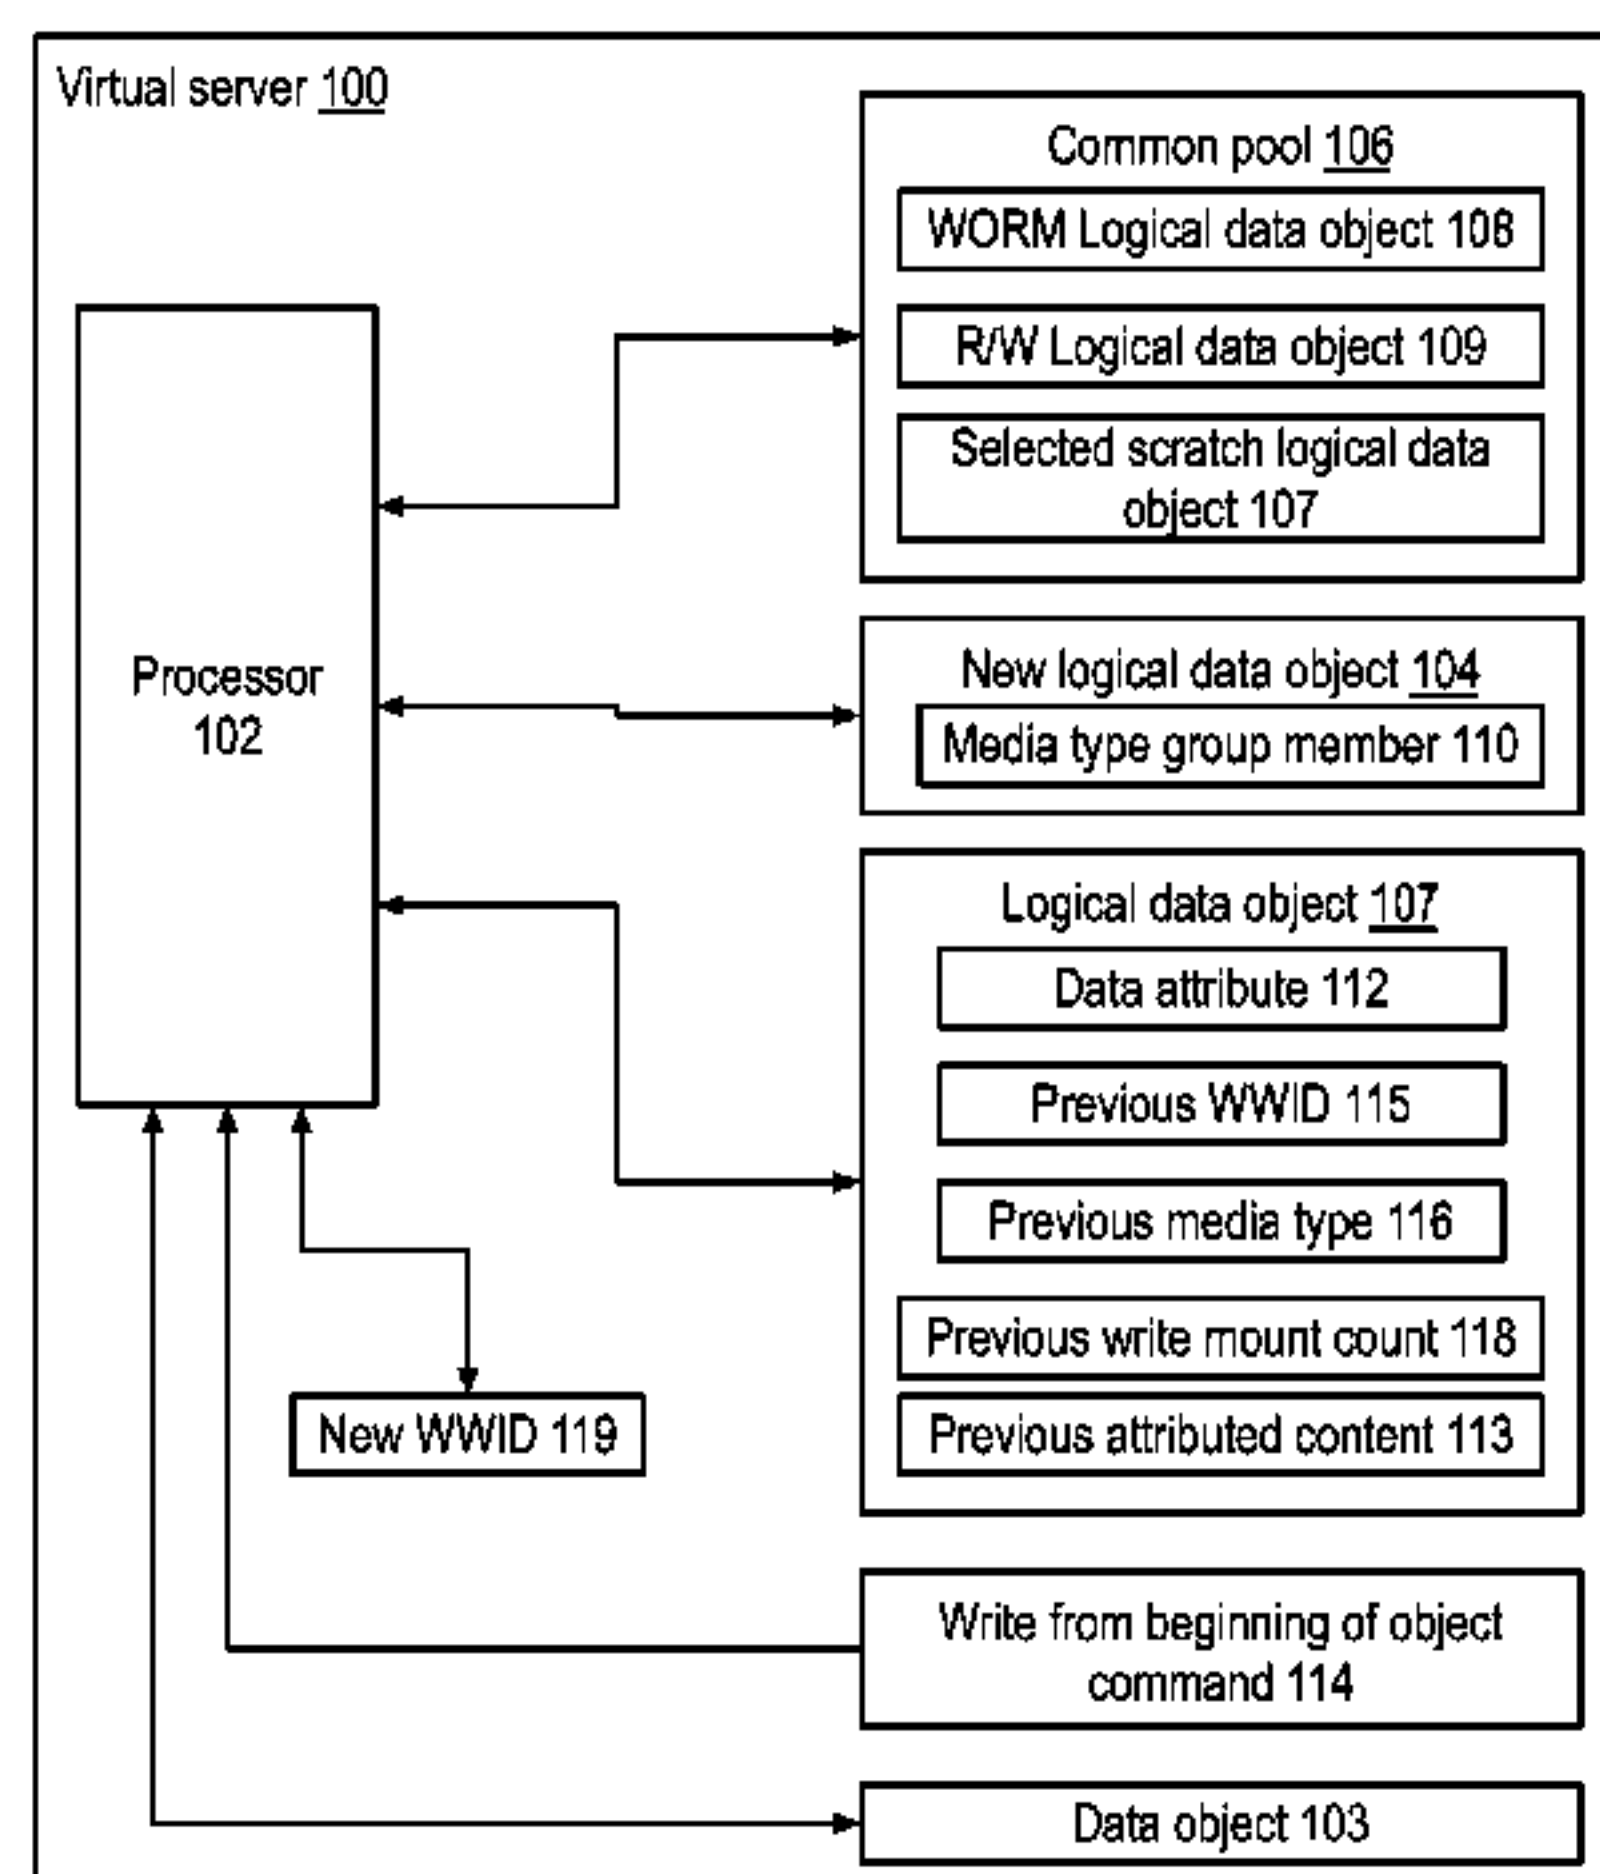 Virtual server 100
Common pool 106
WORM Logical data object 108
R/W Logical data object 109
Selected scratch logical data
object 107
Processor
102
New logical data object 104
Media type group member 110
Logical data object 107
Data attribute 112
Previous WWID 115
Previous media type 116
Previous write mount count 118
Previous attributed content 113
New WWID 119
Write from beginning of object
command 114
Data object 103